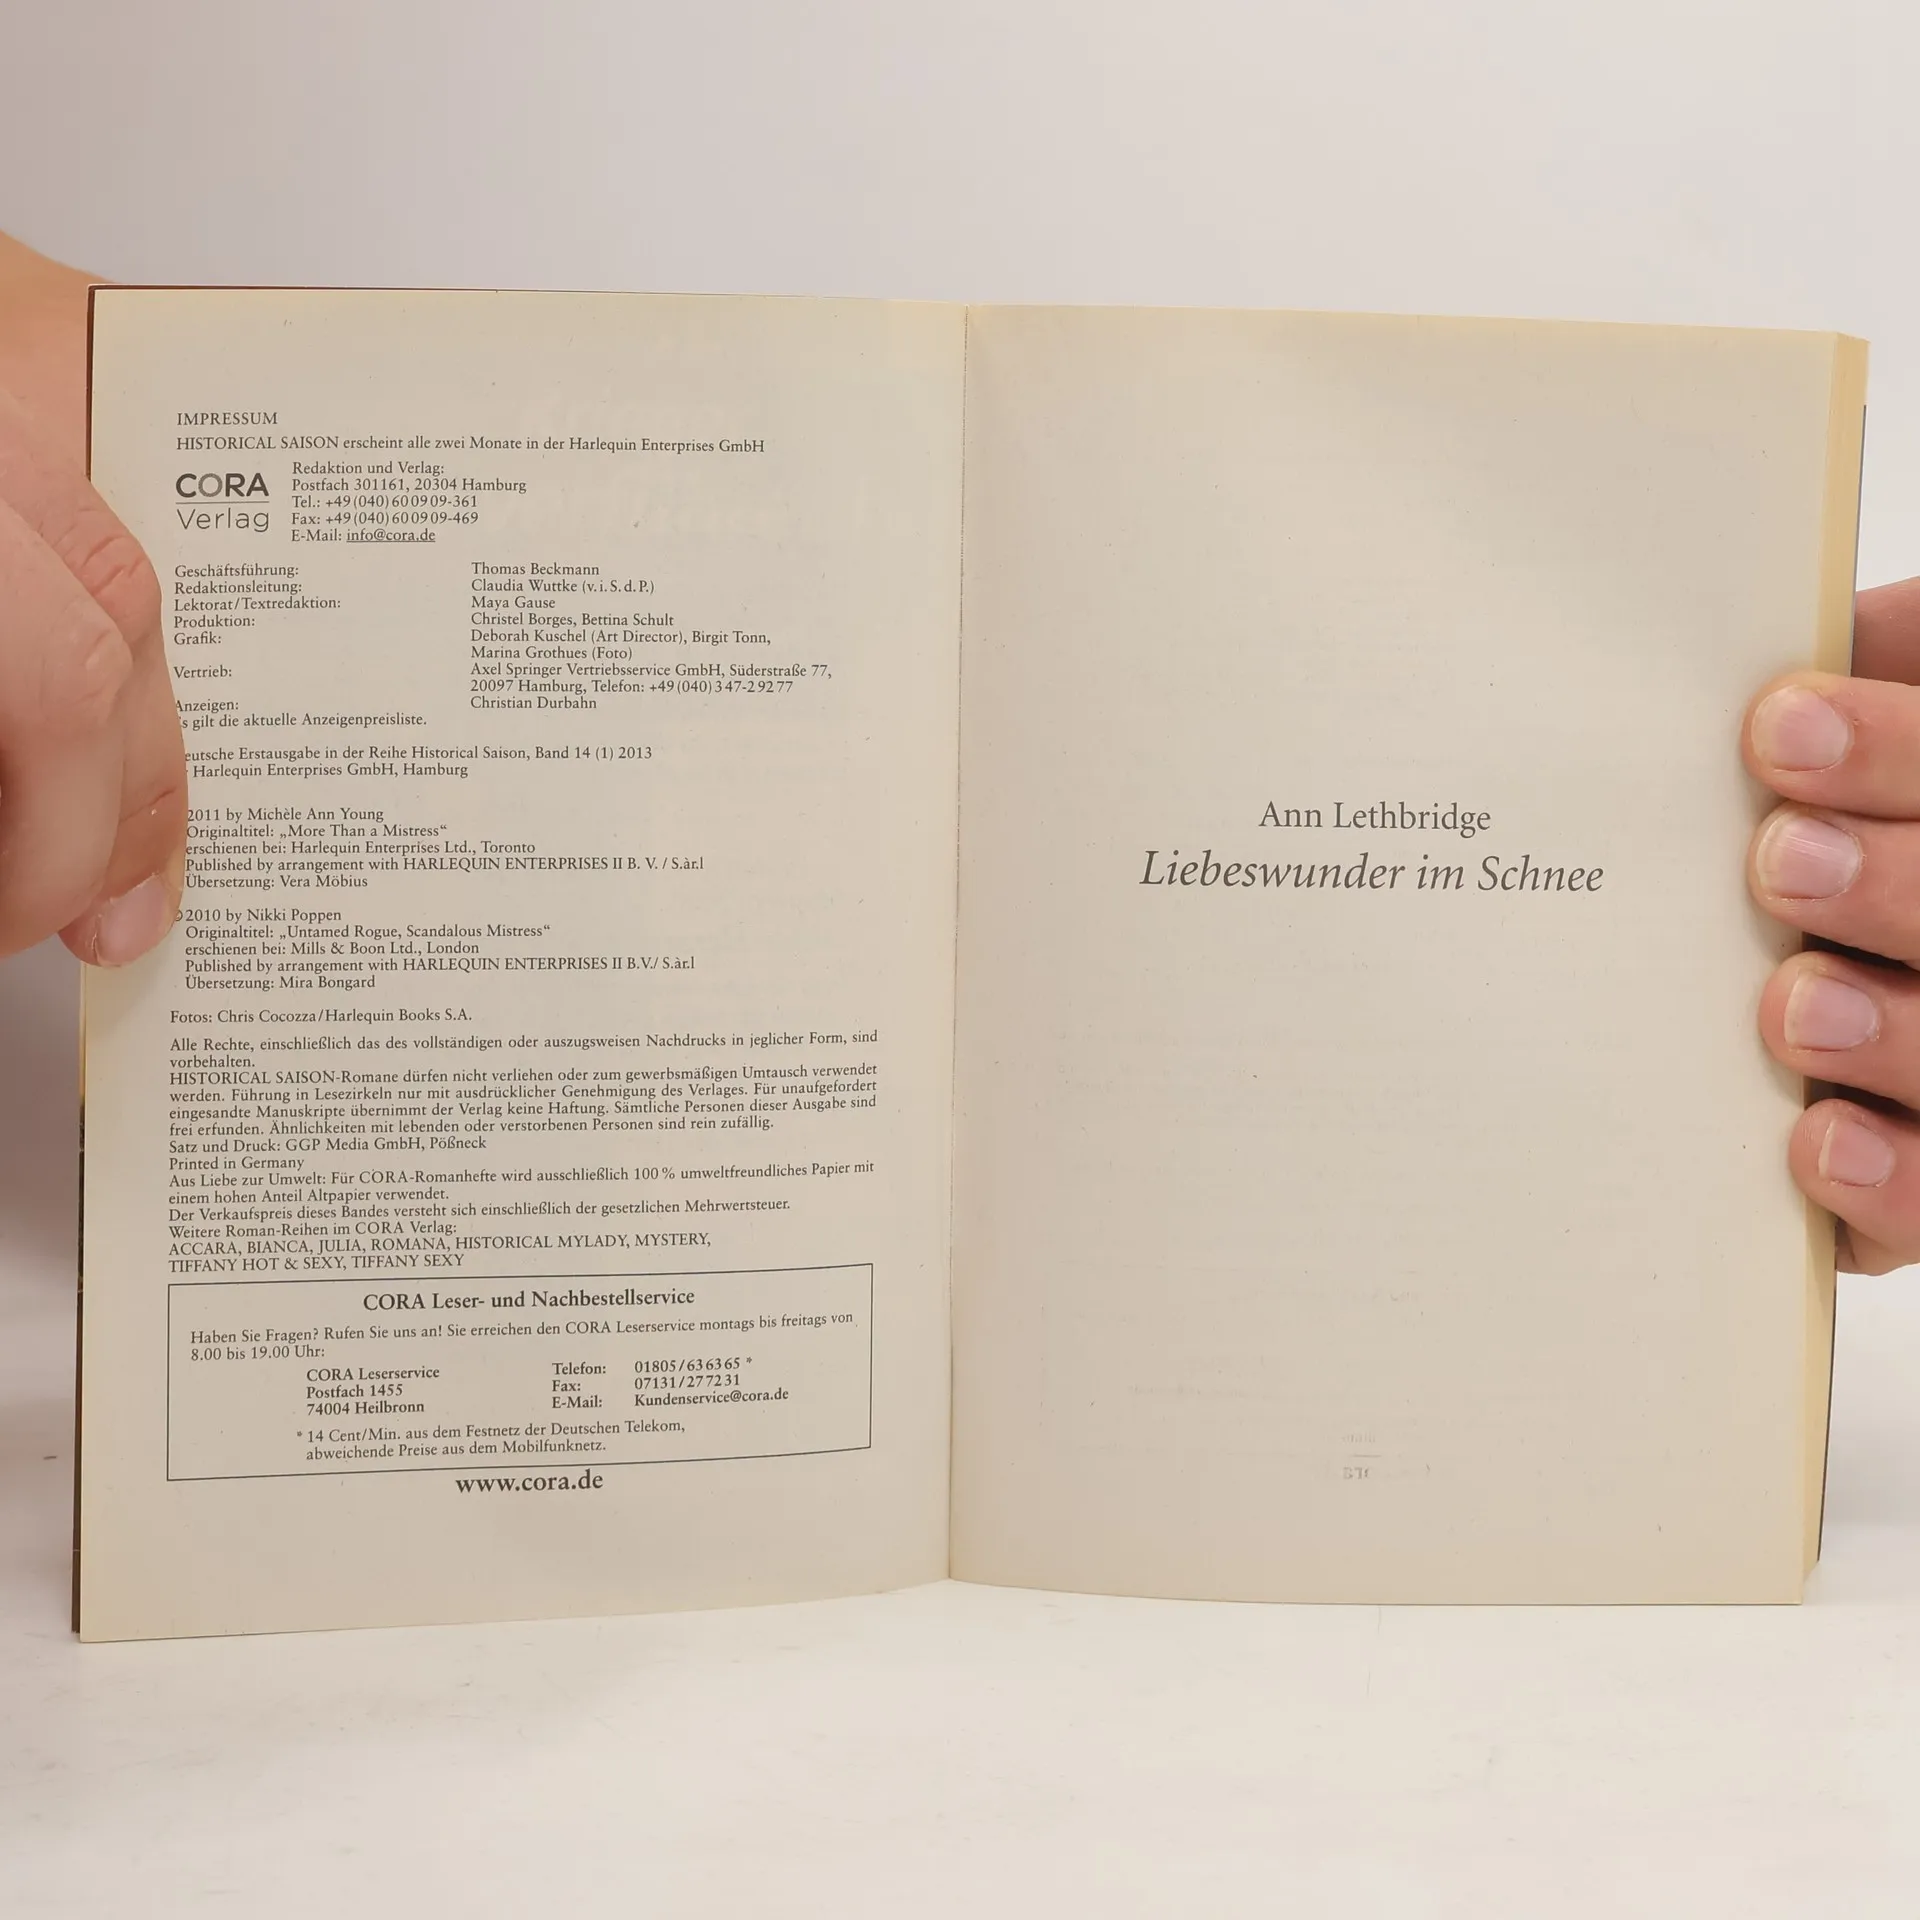 IMPRESSUM
HISTORICAL SAISON erscheint alle zwei Monate in der Harlequin Enterprises GmbH
CORA
Verlag
Redaktion und Verlag:
Postfach 301161, 20304 Hamburg
Tel.: +49(040)600909-361
Fax: +49(040)600909-469
E-Mail: info@cora.de
Geschäftsführung: Thomas Beckmann
Redaktionsleitung: Claudia Wuttke (v.i.S.d.P.)
Lektorat/Textredaktion: Maya Gause
Produktion: Christel Borges, Bettina Schult
Grafik: Deborah Kuschel (Art Director), Birgit Tonn,
Marina Grothues (Foto)
Vertrieb: Axel Springer Vertriebsservice GmbH, Süderstraße 77,
20097 Hamburg, Telefon: +49(040)347-29277
Anzeigen: Christian Durbahn
s gilt die aktuelle Anzeigenpreisliste.
eutsche Erstausgabe in der Reihe Historical Saison, Band 14 (1) 2013
Harlequin Enterprises GmbH, Hamburg
2011 by Michèle Ann Young
Originaltitel: „More Than a Mistress“
erschienen bei: Harlequin Enterprises Ltd., Toronto
Published by arrangement with HARLEQUIN ENTERPRISES II B. V. / S.àr.l
Übersetzung: Vera Möbius
2010 by Nikki Poppen
Originaltitel: „Untamed Rogue, Scandalous Mistress“
erschienen bei: Mills & Boon Ltd., London
Published by arrangement with HARLEQUIN ENTERPRISES II B.V./ S.àr.l
Übersetzung: Mira Bongard
Fotos: Chris Cocozza/Harlequin Books S.A.
Alle Rechte, einschließlich das des vollständigen oder auszugsweisen Nachdrucks in jeglicher Form, sind
vorbehalten.
HISTORICAL SAISON-Romane dürfen nicht verliehen oder zum gewerbsmäßigen Umtausch verwendet
werden. Führung in Lesezirkeln nur mit ausdrücklicher Genehmigung des Verlages. Für unaufgefordert
eingesandte Manuskripte übernimmt der Verlag keine Haftung. Sämtliche Personen dieser Ausgabe sind
frei erfunden. Ähnlichkeiten mit lebenden oder verstorbenen Personen sind rein zufällig.
Satz und Druck: GGP Media GmbH, Pößneck
Printed in Germany
Aus Liebe zur Umwelt: Für CORA-Romanhefte wird ausschließlich 100% umweltfreundliches Papier mit
einem hohen Anteil Altpapier verwendet.
Der Verkaufspreis dieses Bandes versteht sich einschließlich der gesetzlichen Mehrwertsteuer.
Weitere Roman-Reihen im CORA Verlag:
ACCARA, BIANCA, JULIA, ROMANA, HISTORICAL MYLADY, MYSTERY,
TIFFANY HOT & SEXY, TIFFANY SEXY
CORA Leser- und Nachbestellservice
Haben Sie Fragen? Rufen Sie uns an! Sie erreichen den CORA Leserservice montags bis freitags von
8.00 bis 19.00 Uhr:
CORA Leserservice Telefon: 01805/636365 *
Postfach 1455 Fax: 07131/277231
74004 Heilbronn E-Mail: Kundenservice@cora.de
* 14 Cent/Min. aus dem Festnetz der Deutschen Telekom,
abweichende Preise aus dem Mobilfunknetz.
www.cora.de
Ann Lethbridge
Liebeswunder im Schnee